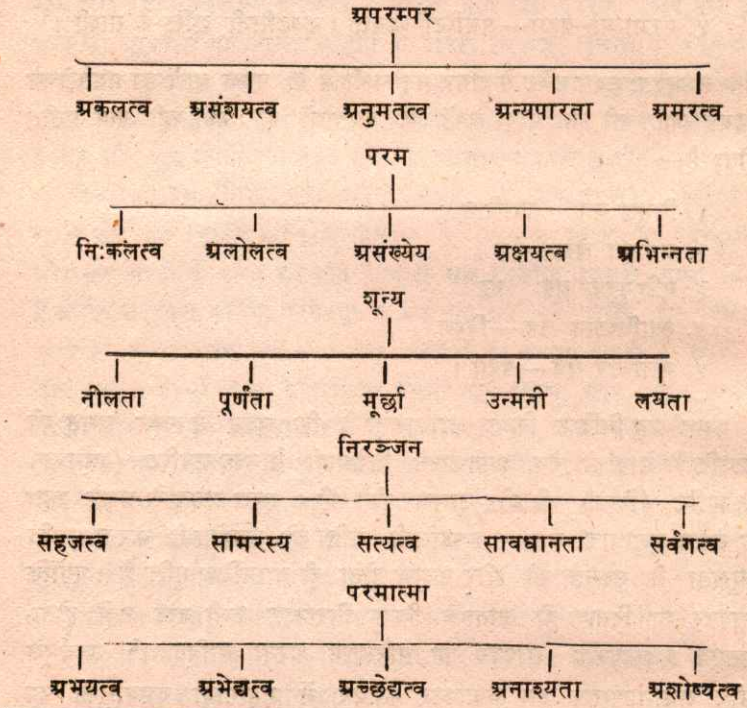 अपरम्पर
अकलत्व असंशयत्व अनुमतत्व अन्यपारता अमरत्व
परम
नि:कलत्व अलोलत्व असंख्येय अक्षयत्ब अभिन्नता
शून्य
नीलता पूर्णता मूर्छा उन्मनी लयता
निरञ्जन
सहजत्व सामरस्य सत्यत्व सावधानता सर्वगत्व
परमात्मा
अभयत्ब अभेद्यत्व अच्छेद्यत्व अनाश्यता अशोष्यत्व